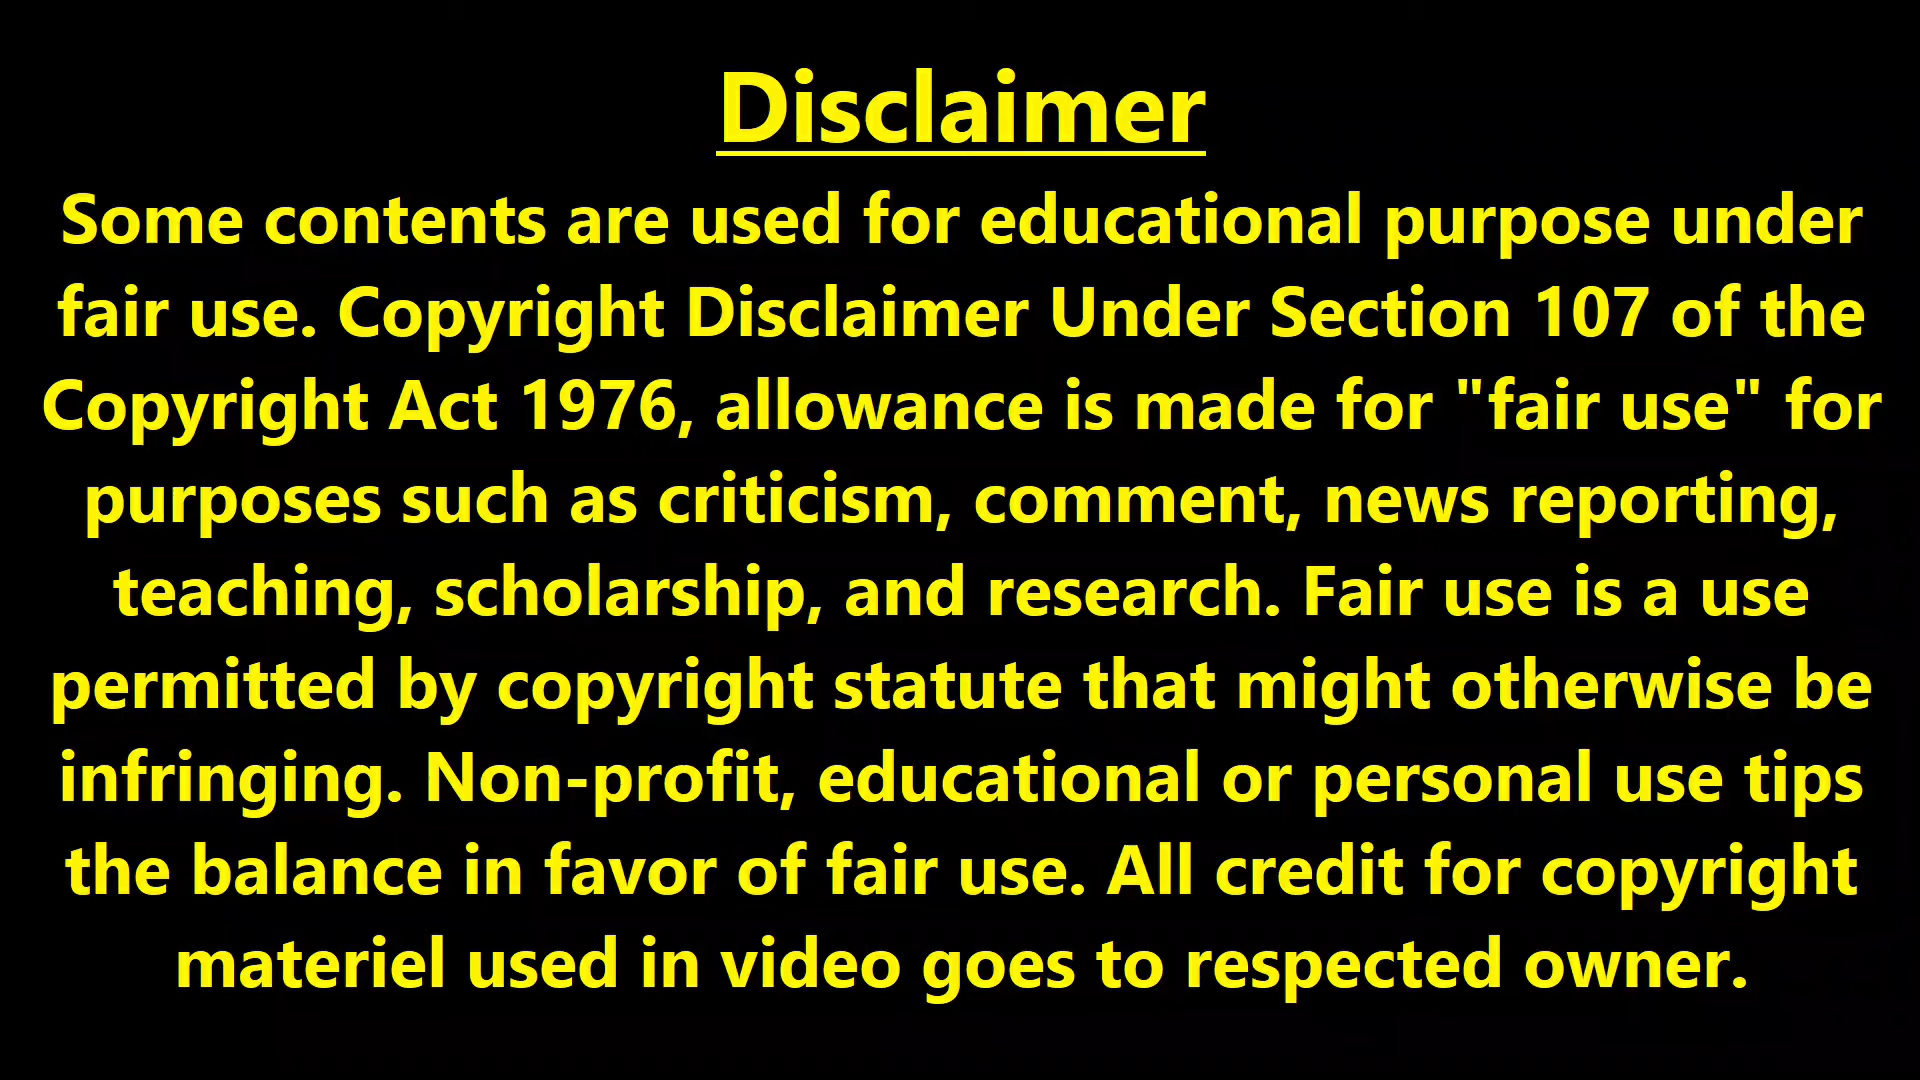 Disclaimer
Some contents are used for educational purpose under
fair use. Copyright Disclaimer Under Section 107 of the
Copyright Act 1976, allowance is made for "fair use" for
purposes such as criticism, comment, news reporting,
teaching, scholarship, and research. Fair use is a use
permitted by copyright statute that might otherwise be
infringing. Non-profit, educational or personal use tips
the balance in favor of fair use. All credit for copyright
materiel used in video goes to respected owner.